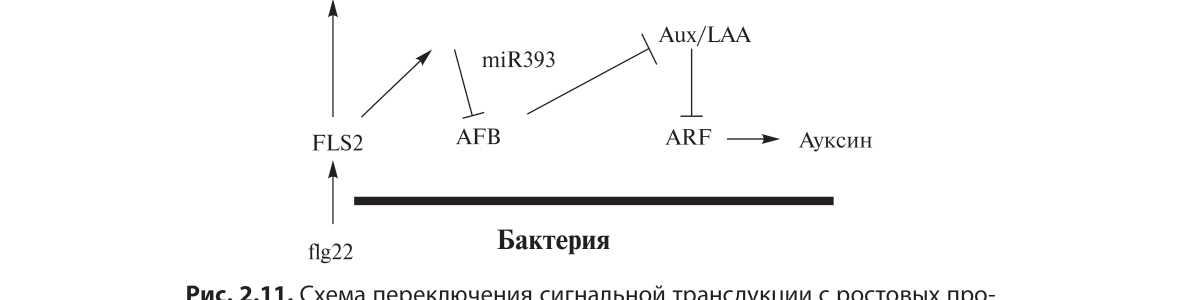 Aux/LAA
miR393
FLS2
AFB
ARF
Ауксин
flg22
Бактерия
Рис. 2.11. Схема переключения сигнальной трансдукции с ростовых про-